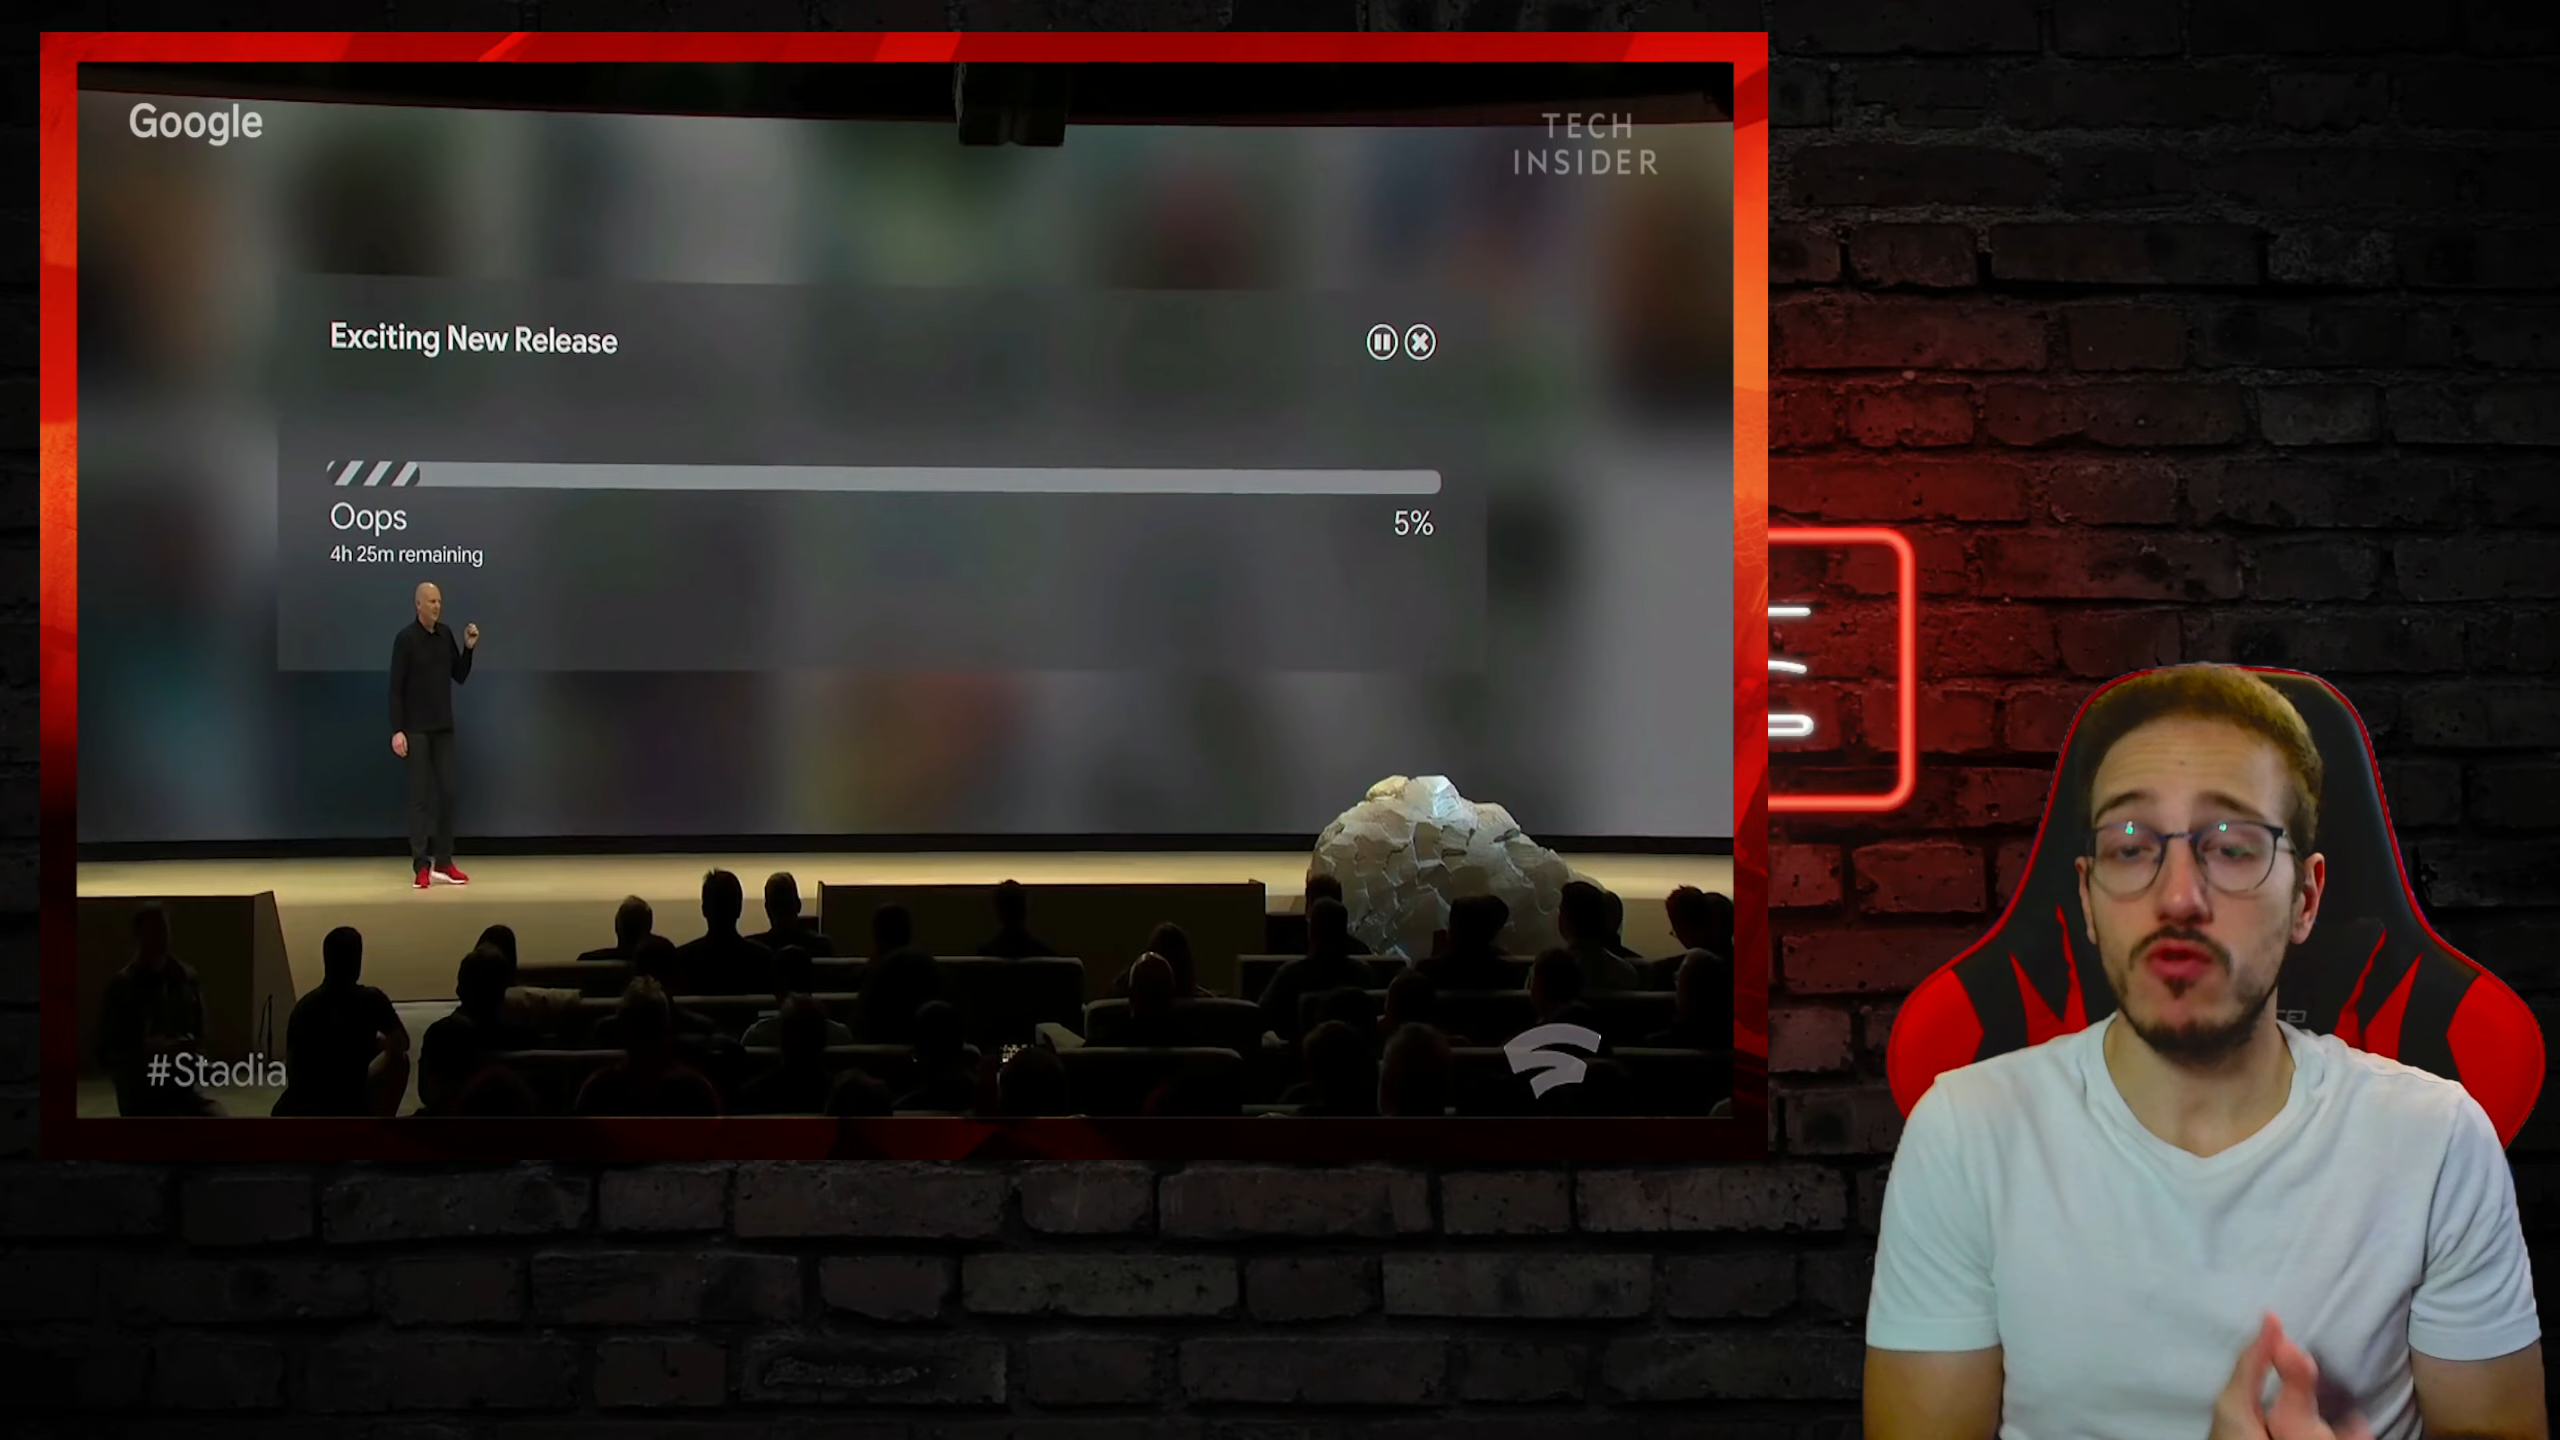 Google
TECH
INSIDER
Exciting New Release
Oops
5%
4h 25m remaining
#Stadia